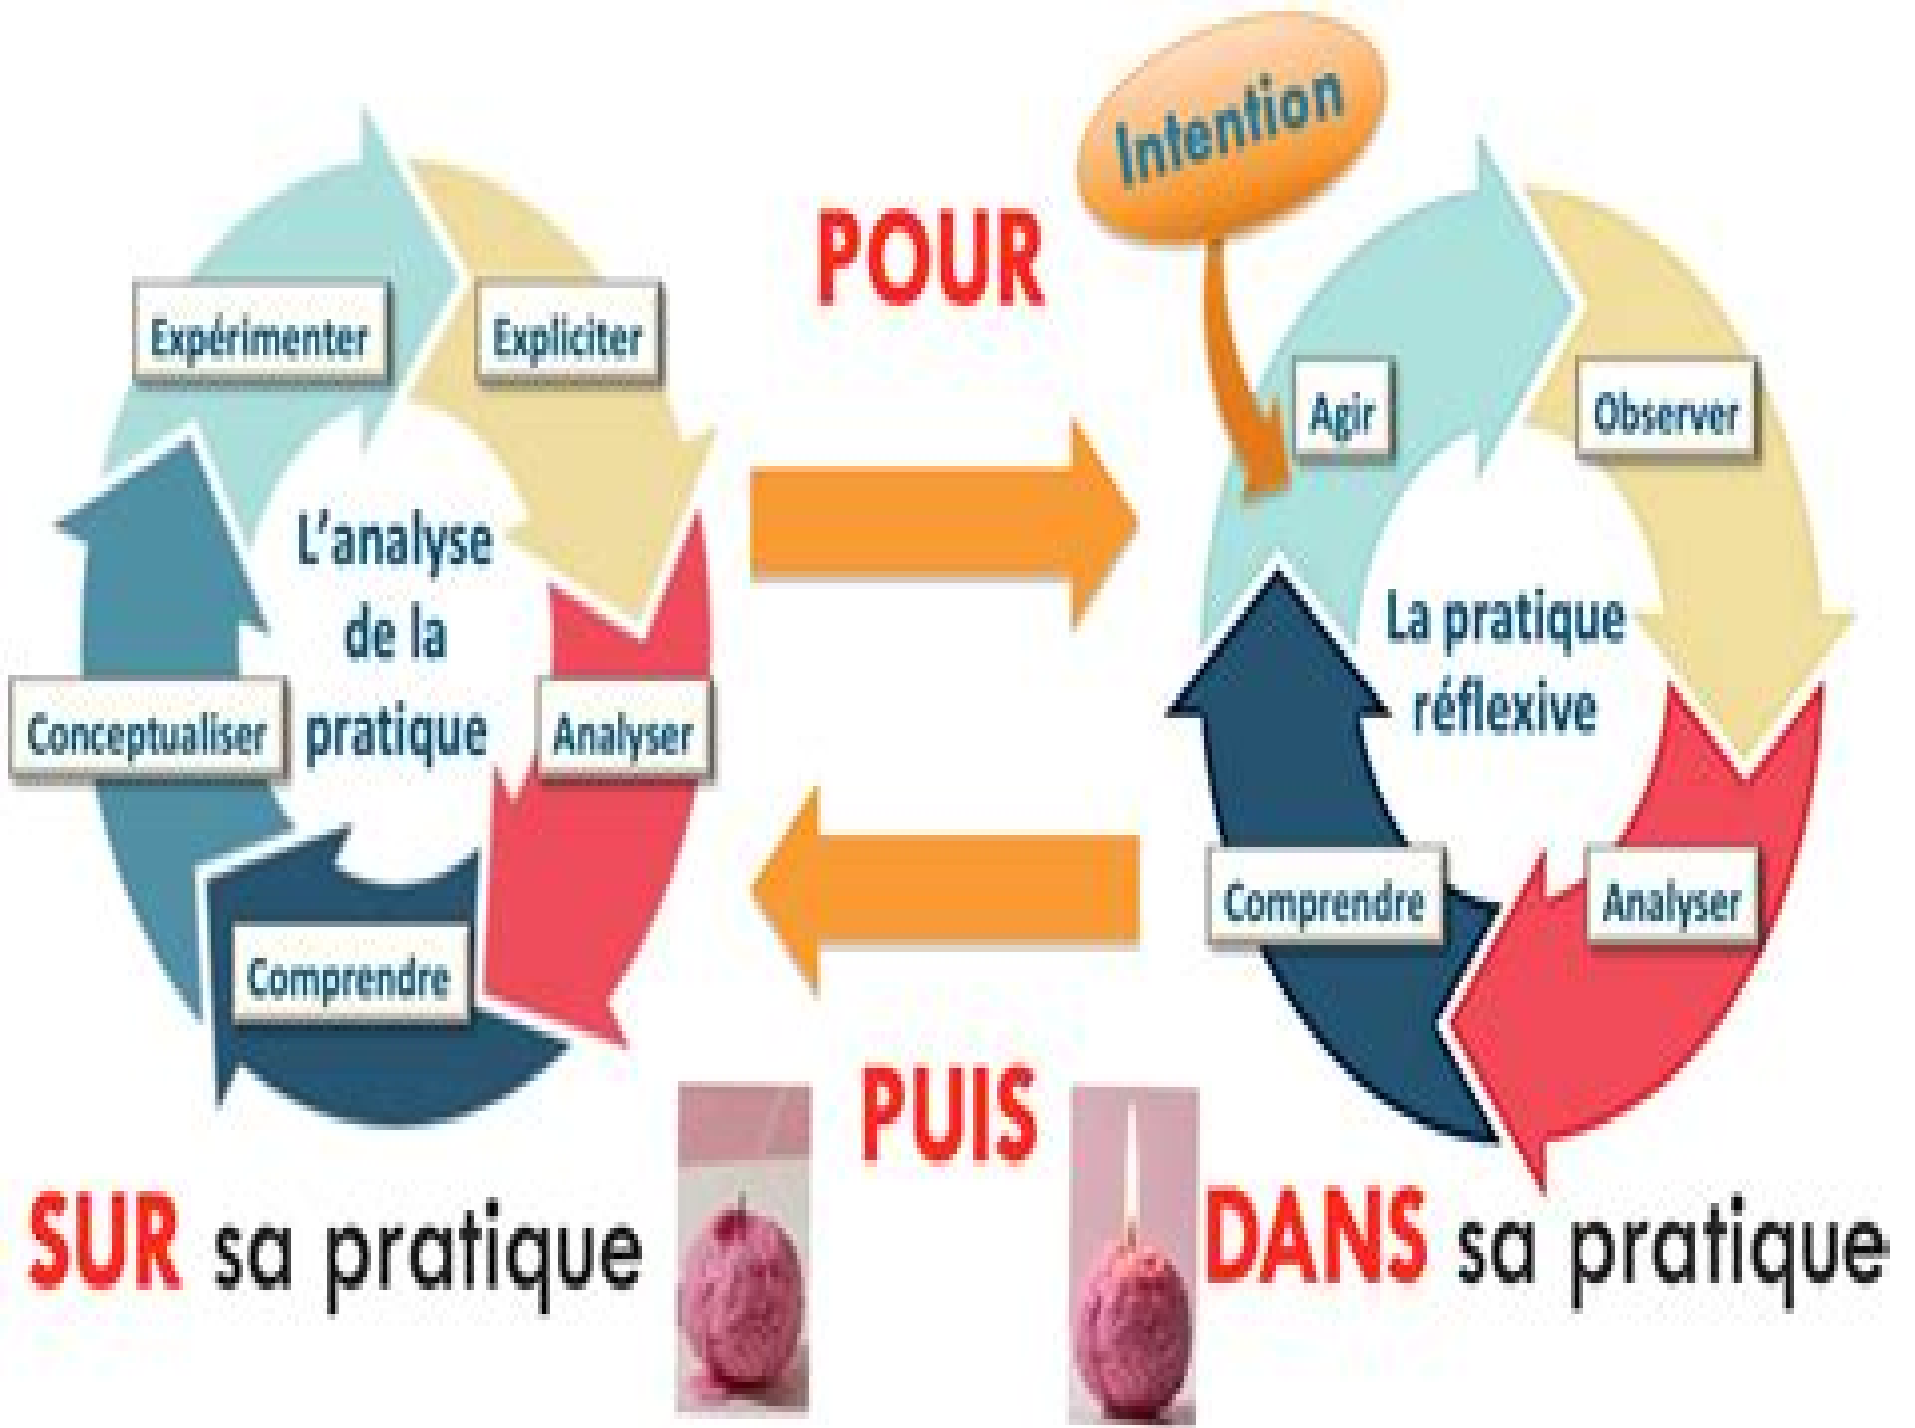 Intention
POUR
Expérimenter
Expliciter
L'analyse
de la
pratique
Conceptualiser
Analyser
Comprendre
Agir
Observer
La pratique
réflexive
Comprendre
Analyser
PUIS
SUR sa pratique
DANS sa pratique